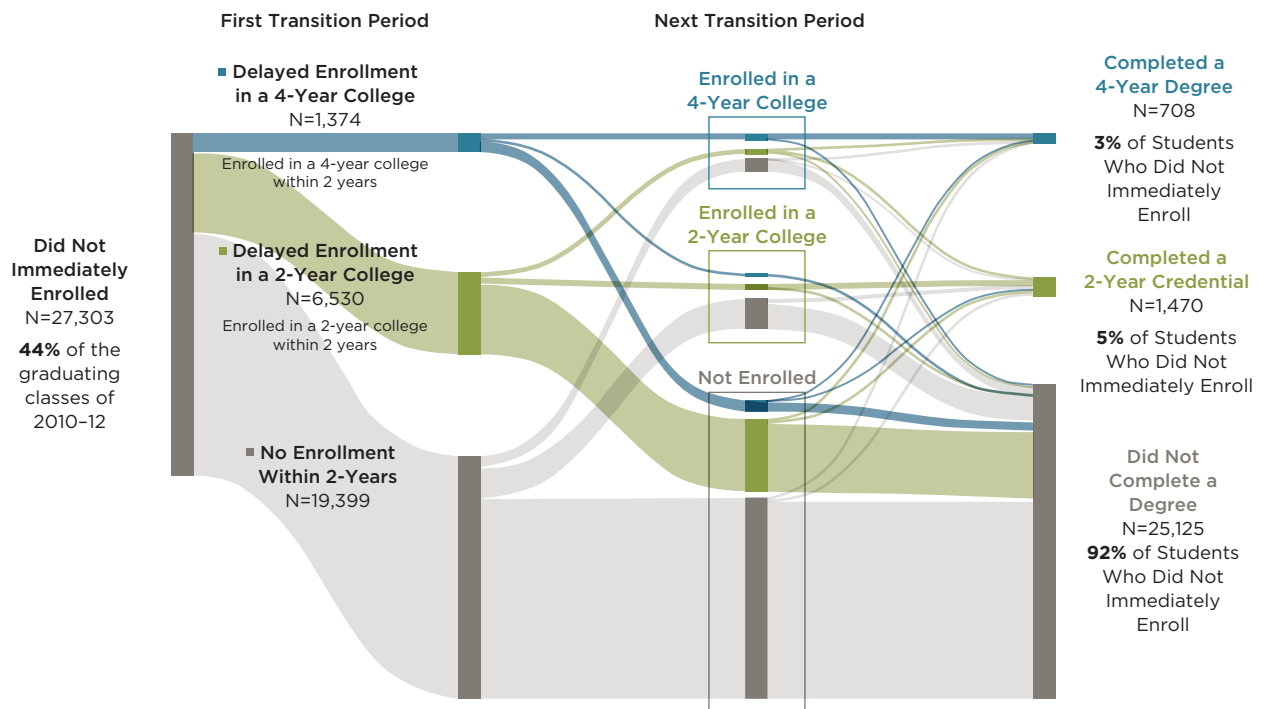 First Transition Period
Next Transition Period
Did Not
Immediately
Enrolled
N=27,303
44% of the
graduating
classes of
2010–12
Delayed Enrollment
in a 4-Year College
N=1,374
Enrolled in a 4-year college
within 2 years
Delayed Enrollment
in a 2-Year College
N=6,530
Enrolled in a 2-year college
within 2 years
No Enrollment
Within 2-Years
N=19,399
Enrolled in a
4-Year College
Enrolled in a
2-Year College
Not Enrolled
Completed a
4-Year Degree
N=708
3% of Students
Who Did Not
Immediately
Enroll
Completed a
2-Year Credential
N=1,470
5% of Students
Who Did Not
Immediately Enroll
Did Not
Complete a
Degree
N=25,125
92% of Students
Who Did Not
Immediately
Enroll